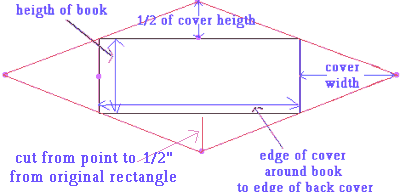 heigth of book
1/2 of cover heigth
cover
width
cut from point to 1/2"
from original rectangle
edge of cover
around book
to edge of back cover